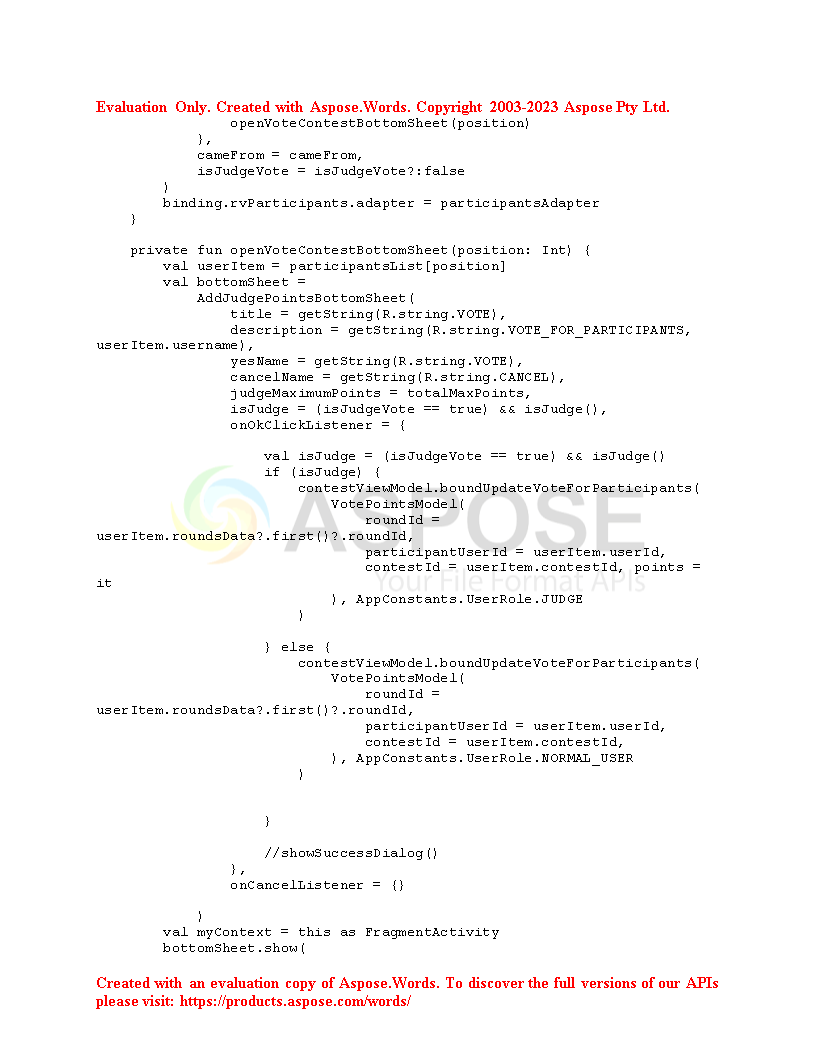 Evaluation Only. Created with Aspose.Words. Copyright 2003-2023 Aspose Pty Ltd.
                openVoteContestBottomSheet(position)
            },
            cameFrom = cameFrom,
            isJudgeVote = isJudgeVote?:false
        )
        binding.rvParticipants.adapter = participantsAdapter
    }

    private fun openVoteContestBottomSheet(position: Int) {
        val userItem = participantsList[position]
        val bottomSheet =
            AddJudgePointsBottomSheet(
                title = getString(R.string.VOTE),
                description = getString(R.string.VOTE_FOR_PARTICIPANTS,
userItem.username),
                yesName = getString(R.string.VOTE),
                cancelName = getString(R.string.CANCEL),
                judgeMaximumPoints = totalMaxPoints,
                isJudge = (isJudgeVote == true) && isJudge(),
                onOkClickListener = {

                    val isJudge = (isJudgeVote == true) && isJudge()
                    if (isJudge) {
                        contestViewModel.boundUpdateVoteForParticipants(
                            VotePointsModel(
                                roundId =
userItem.roundsData?.first()?.roundId,
                                participantUserId = userItem.userId,
                                contestId = userItem.contestId, points =
it
                            ), AppConstants.UserRole.JUDGE
                        )

                    } else {
                        contestViewModel.boundUpdateVoteForParticipants(
                            VotePointsModel(
                                roundId =
userItem.roundsData?.first()?.roundId,
                                participantUserId = userItem.userId,
                                contestId = userItem.contestId,
                            ), AppConstants.UserRole.NORMAL_USER
                        )


                    }

                    //showSuccessDialog()
                },
                onCancelListener = {}

            )
        val myContext = this as FragmentActivity
        bottomSheet.show(
ASPOSE
Your File Format APIs
Created with an evaluation copy of Aspose.Words. To discover the full versions of our APIs
please visit: https://products.aspose.com/words/